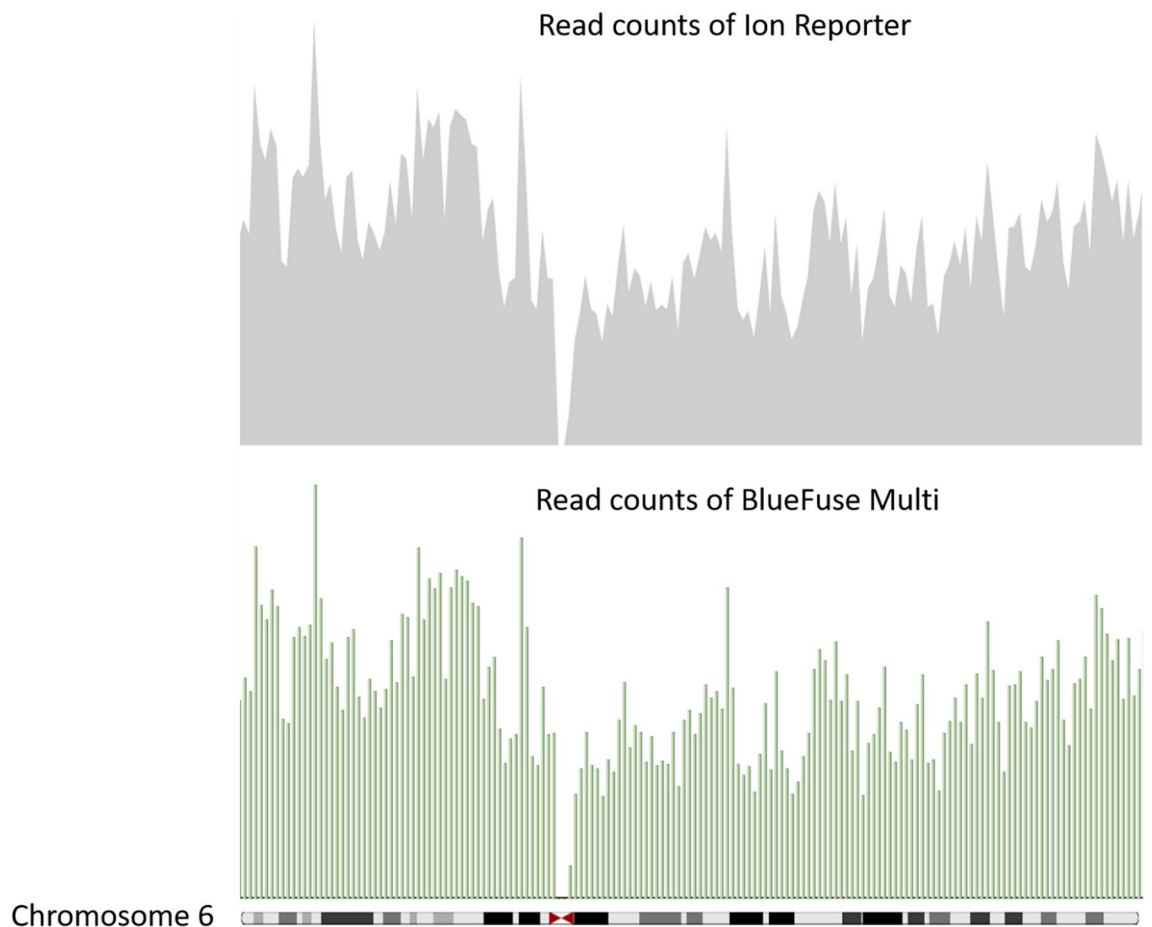 Read counts of Ion Reporter
Read counts of BlueFuse Multi
Chromosome 6